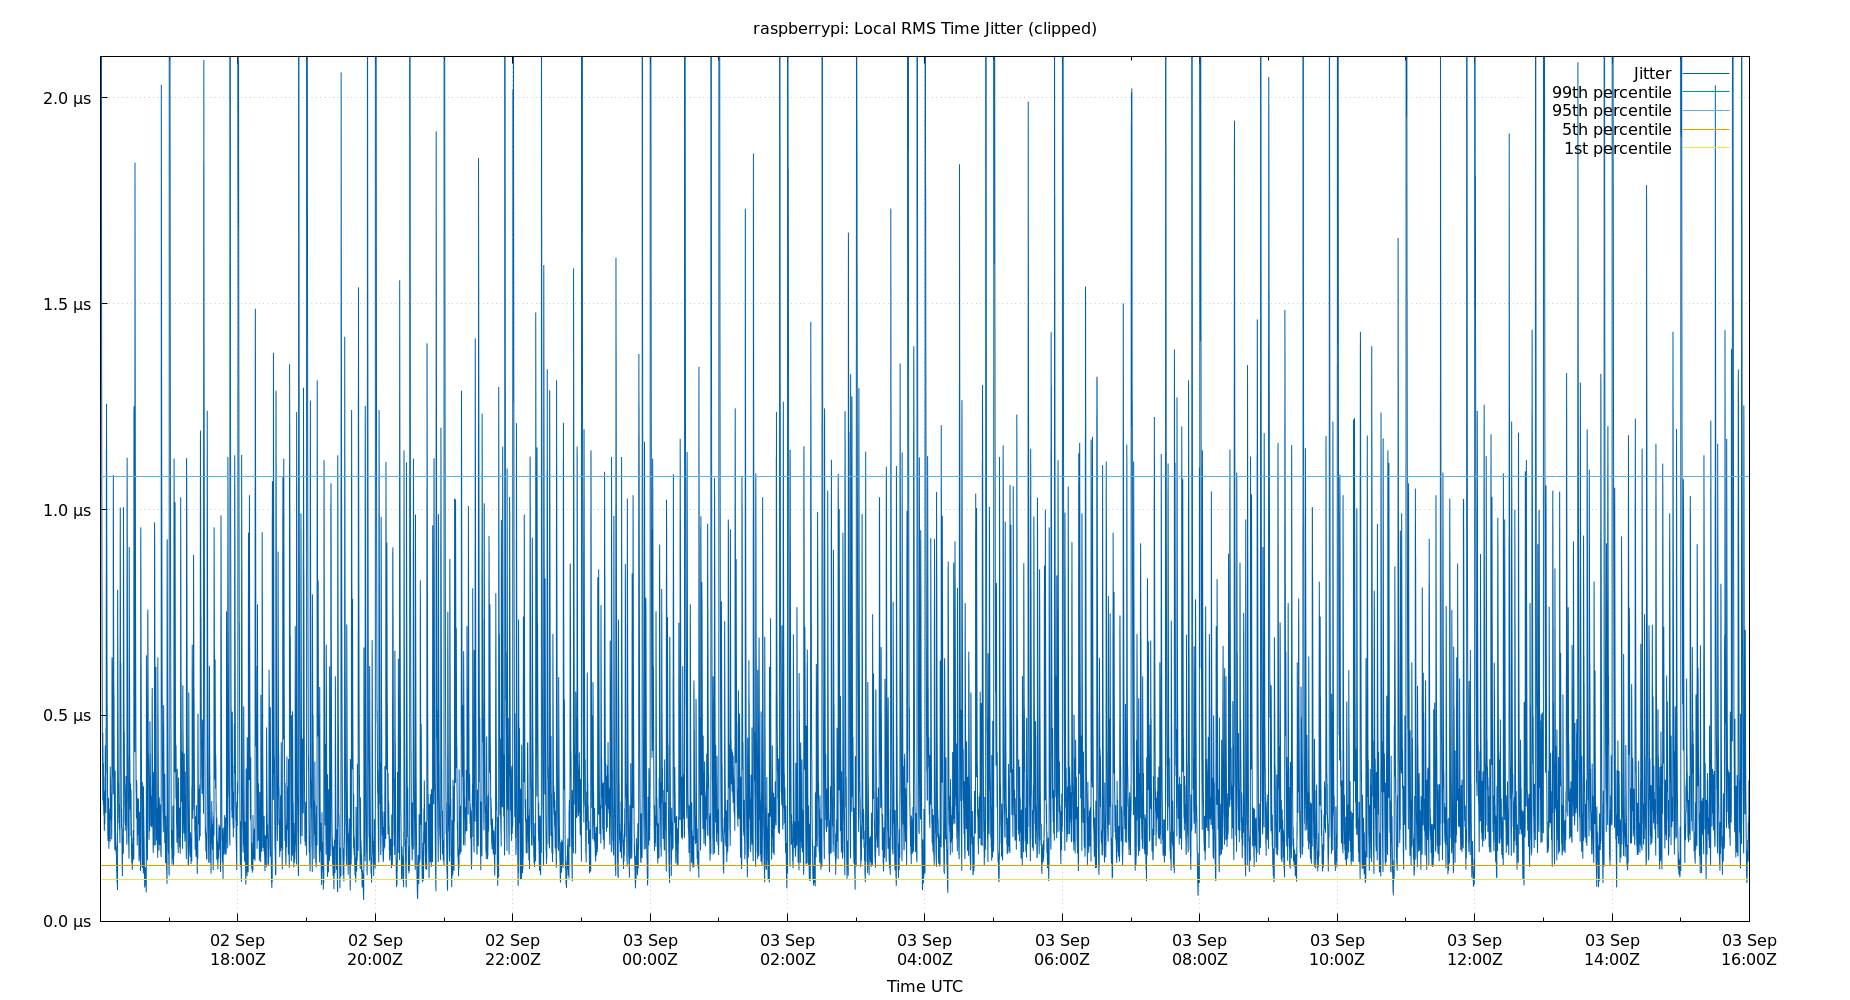 raspberrypi: Local RMS Time Jitter (clipped)
Jitter
99th percentile
95th percentile
5th percentile
1st percentile
2.0 µs
1.5 µs
1.0 µs
0.5 µs
0.0 µs
02 Sep 02 Sep 02 Sep 03 Sep 03 Sep 03 Sep 03 Sep 03 Sep 03 Sep 03 Sep 03 Sep 03 Sep
18:00Z 20:00Z 22:00Z 00:00Z 02:00Z 04:00Z 06:00Z 08:00Z 10:00Z 12:00Z 14:00Z 16:00Z
Time UTC